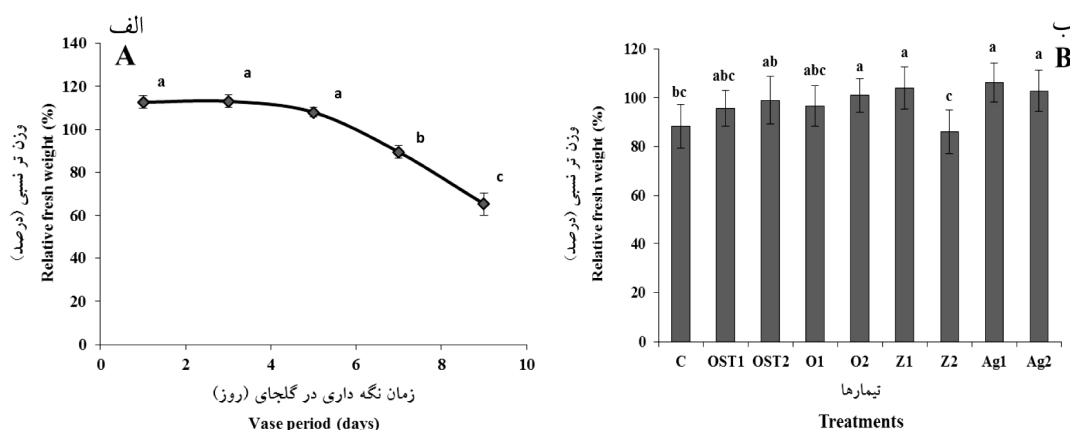 الف
A
140
120
100
80
60
40
20
0
a
a
a
b
c
0 2 4 6 8 10
وزن تر نسبی (درصد)
Relative fresh weight (%)
زمان نگه داری در گلجای (روز)
Vase period (days)
ب
B
120
100
80
60
40
20
0
bc abc ab abc a a c a a
C OST1 OST2 O1 O2 Z1 Z2 Ag1 Ag2
وزن تر نسبی (درصد)
Relative fresh weight (%)
تیمارها
Treatments